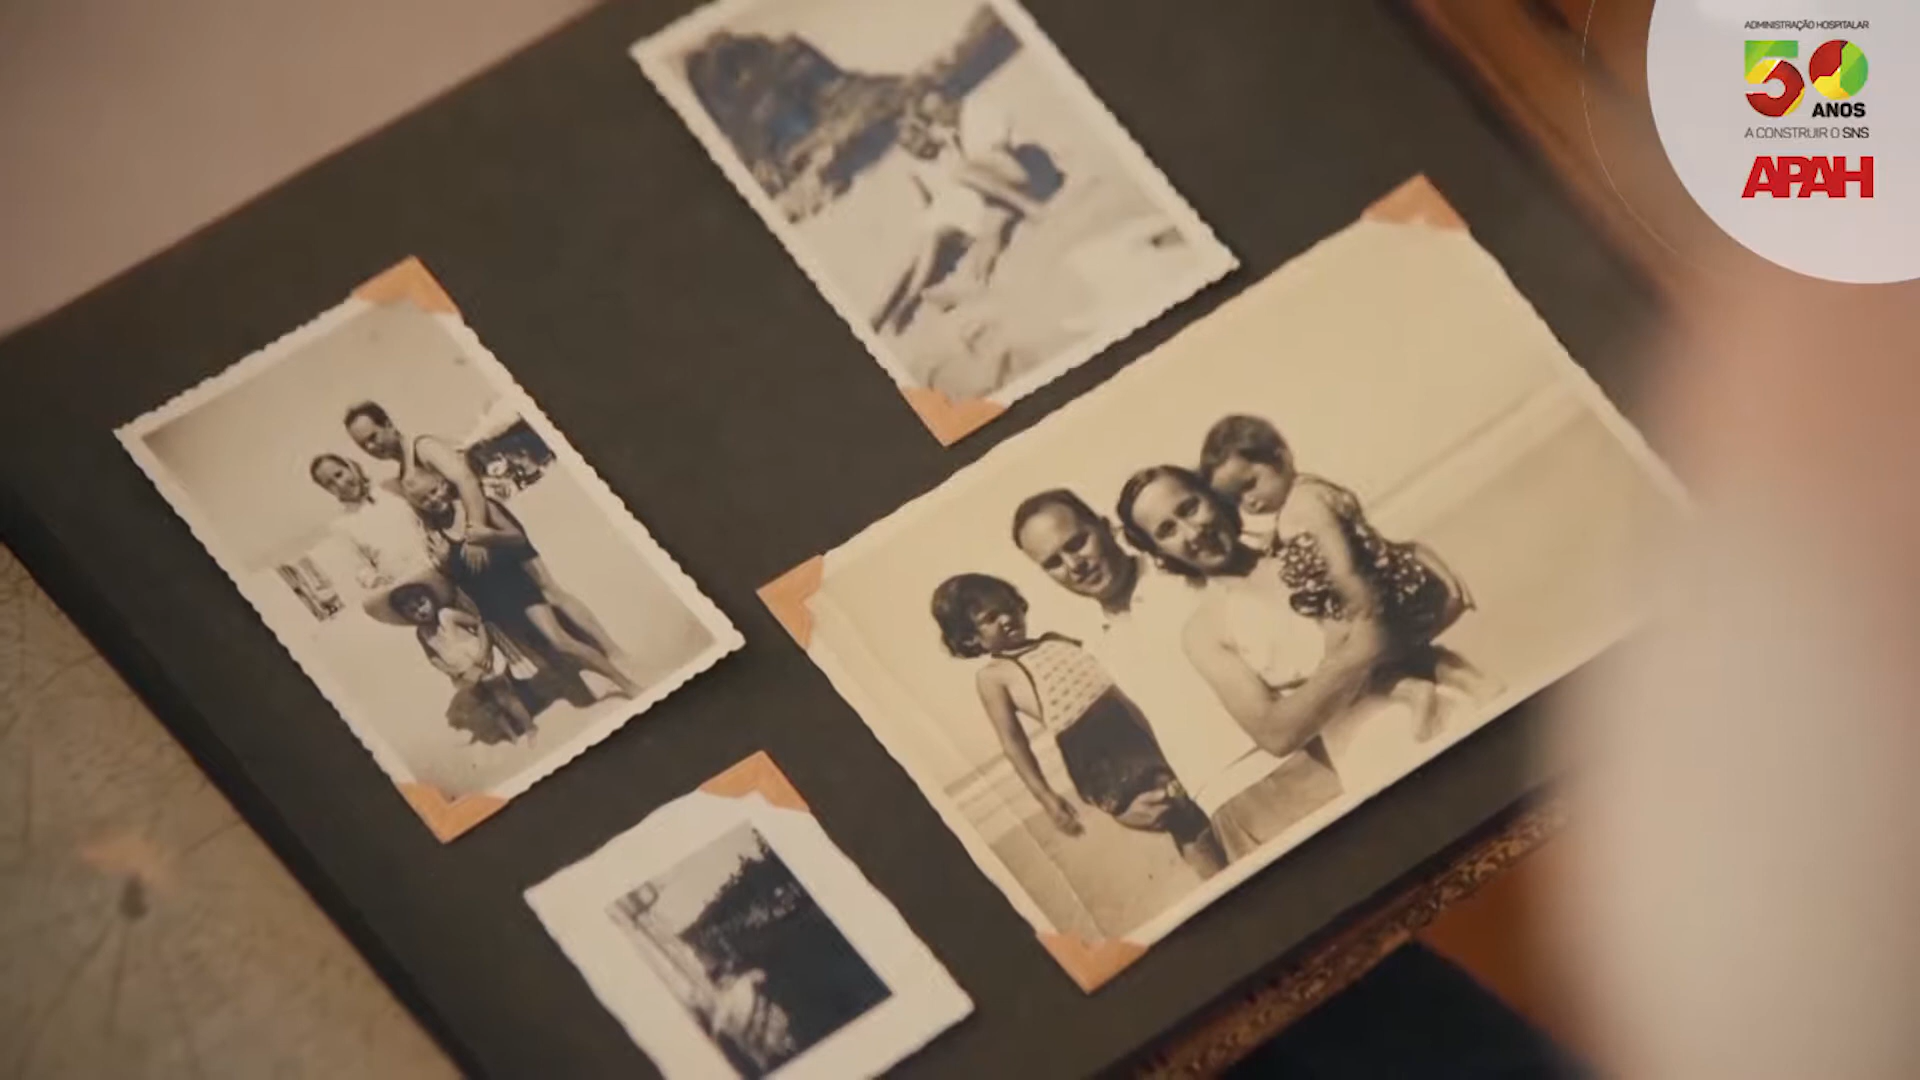 ADMINISTRAÇÃO HOSPITALAR
50
ANOS
A CONSTRUIR O SNS
APAH